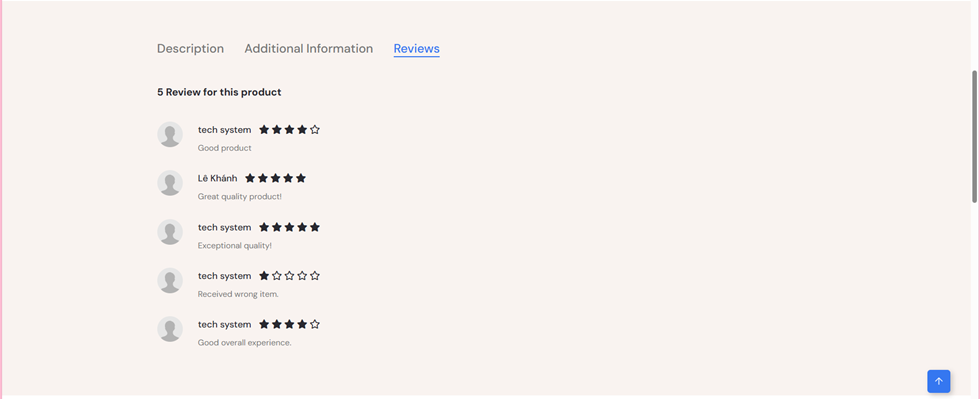 Description Additional Information Reviews
5 Review for this product
tech system
Good product
Lê Khánh
Great quality product!
tech system
Exceptional quality!
tech system
Received wrong item.
tech system
Good overall experience.